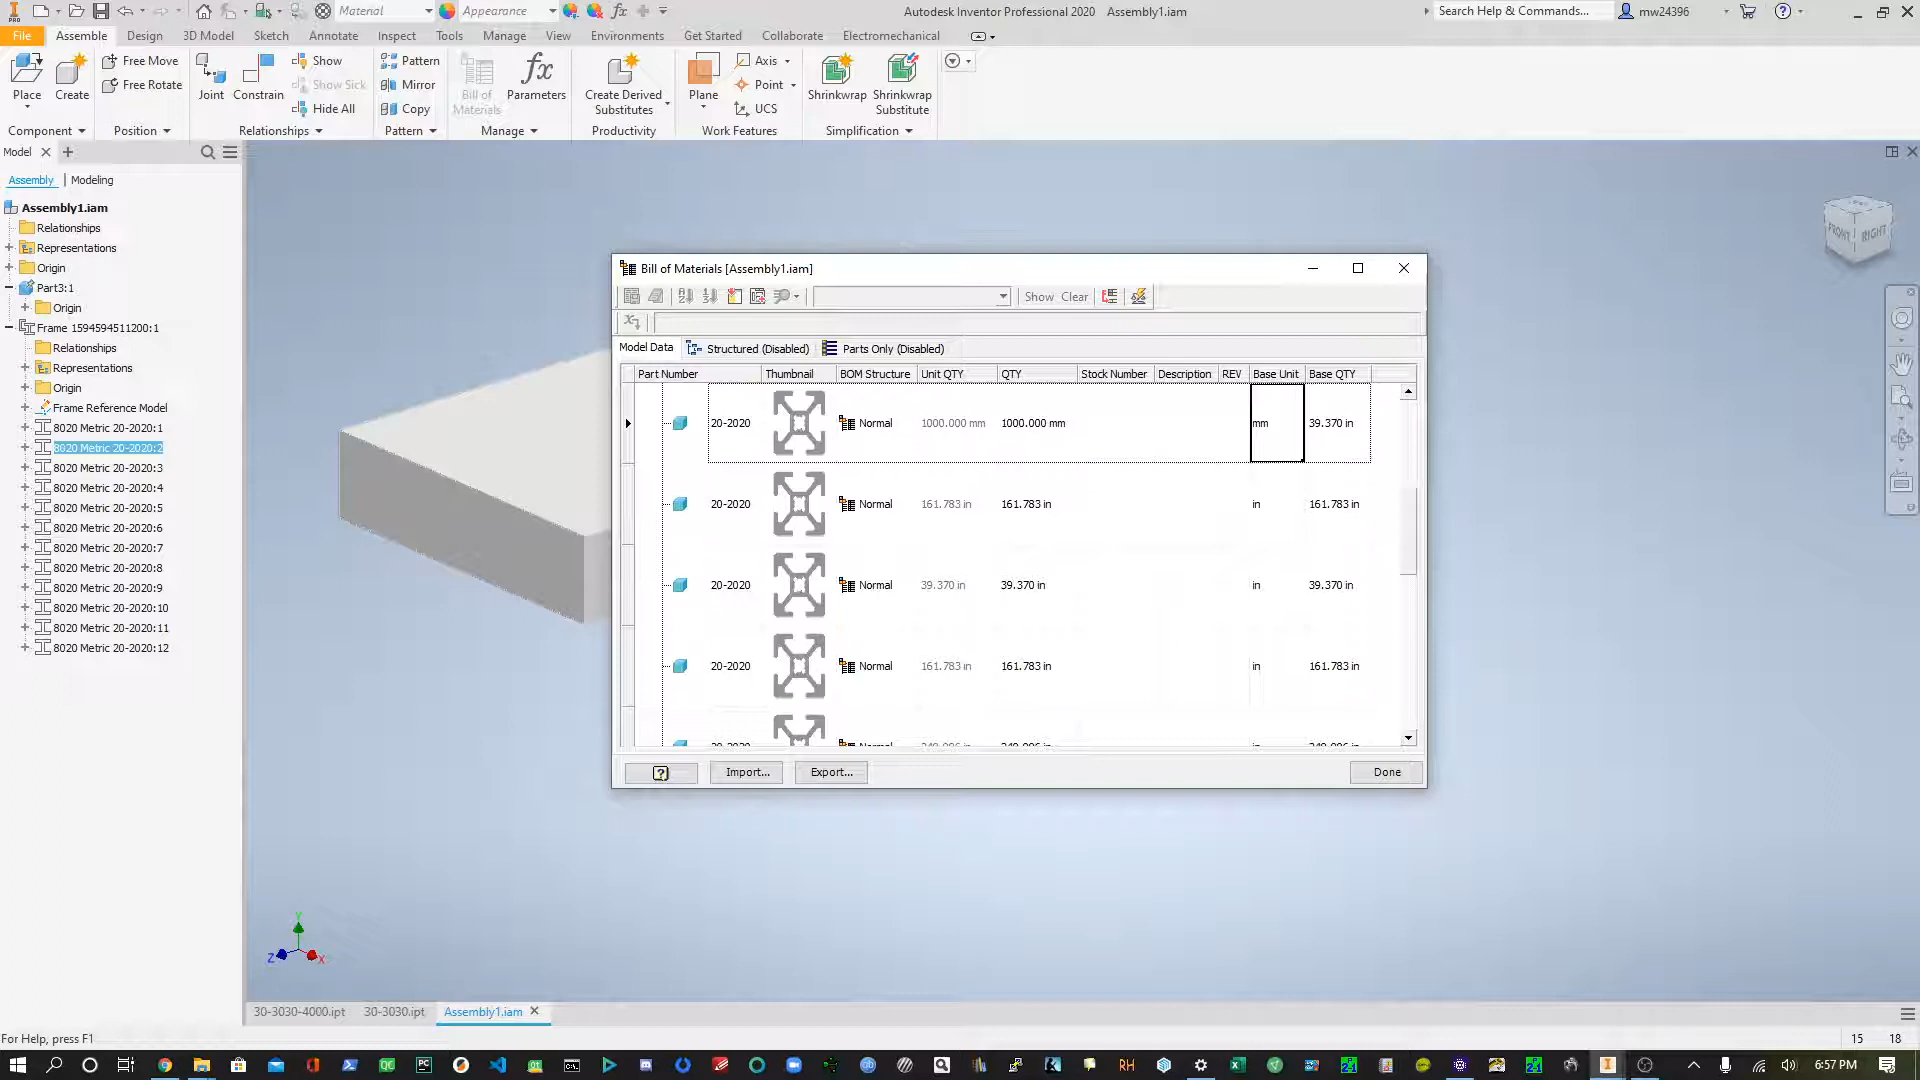 Material
Appearance
Autodesk Inventor Professional 2020 Assembly1.iam
Search Help & Commands...
mw24396
File Assemble Design 3D Model Sketch Annotate Inspect Tools Manage View Environments Get Started Collaborate Electromechanical
Place
Create
Free Move
Free Rotate
Joint
Constrain
Show
Show Sick
Hide All
Pattern
Mirror
Copy
Bill of Materials
Parameters
Create Derived Substitutes
Plane
Axis
Point
UCS
Shrinkwrap
Shrinkwrap Substitute
Component Position Relationships Pattern Manage Productivity Work Features Simplification
Model
Assembly Modeling
Assembly1.iam
Relationships
Representations
Origin
Part3:1
Origin
Frame 1594594511200:1
Relationships
Representations
Origin
Frame Reference Model
8020 Metric 20-2020:1
8020 Metric 20-2020:2
8020 Metric 20-2020:3
8020 Metric 20-2020:4
8020 Metric 20-2020:5
8020 Metric 20-2020:6
8020 Metric 20-2020:7
8020 Metric 20-2020:8
8020 Metric 20-2020:9
8020 Metric 20-2020:10
8020 Metric 20-2020:11
8020 Metric 20-2020:12
FRONT RIGHT
Bill of Materials [Assembly1.iam]
Show Clear
Model Data Structured (Disabled) Parts Only (Disabled)
Part Number Thumbnail BOM Structure Unit QTY QTY Stock Number Description REV Base Unit Base QTY
20-2020 Normal 1000.000 mm 1000.000 mm mm 39.370 in
20-2020 Normal 161.783 in 161.783 in in 161.783 in
20-2020 Normal 39.370 in 39.370 in in 39.370 in
20-2020 Normal 161.783 in 161.783 in in 161.783 in
Import... Export... Done
Y
Z
X
30-3030-4000.ipt 30-3030.ipt Assembly1.iam
For Help, press F1
15 18
6:57 PM